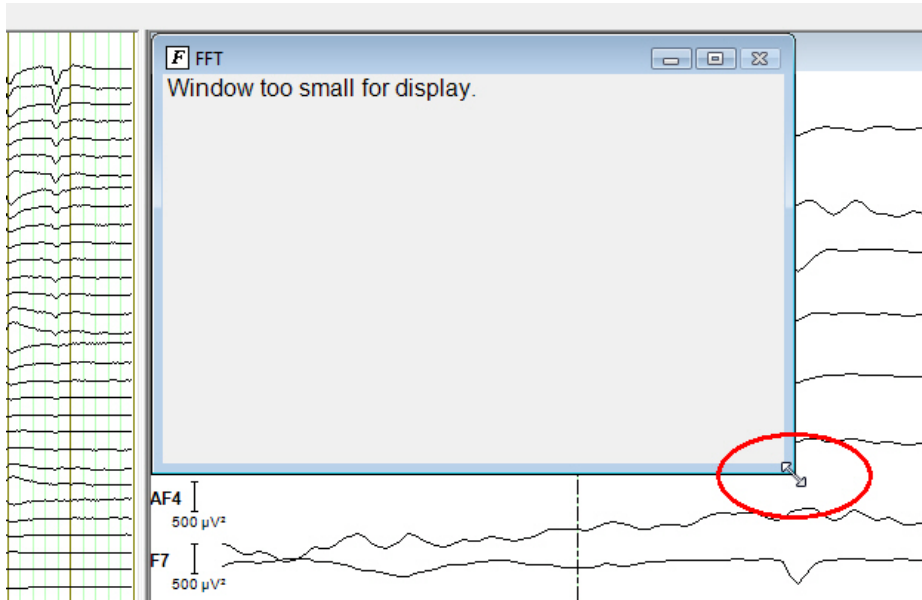 F FFT
Window too small for display.
AF4
500 µV²
F7
500 µV²